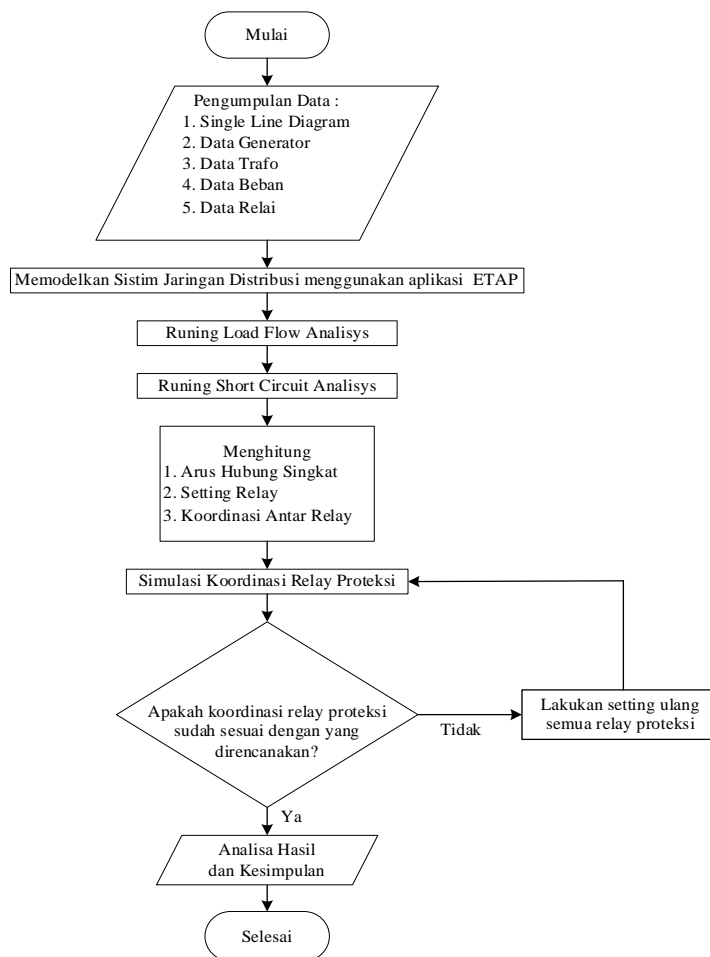 Mulai
Pengumpulan Data :
1. Single Line Diagram
2. Data Generator
3. Data Trafo
4. Data Beban
5. Data Relai
Memodelkan Sistim Jaringan Distribusi menggunakan aplikasi ETAP
Runing Load Flow Analisys
Runing Short Circuit Analisys
Menghitung
1. Arus Hubung Singkat
2. Setting Relay
3. Koordinasi Antar Relay
Simulasi Koordinasi Relay Proteksi
Apakah koordinasi relay proteksi
sudah sesuai dengan yang
direncanakan?
Tidak
Lakukan setting ulang
semua relay proteksi
Ya
Analisa Hasil
dan Kesimpulan
Selesai